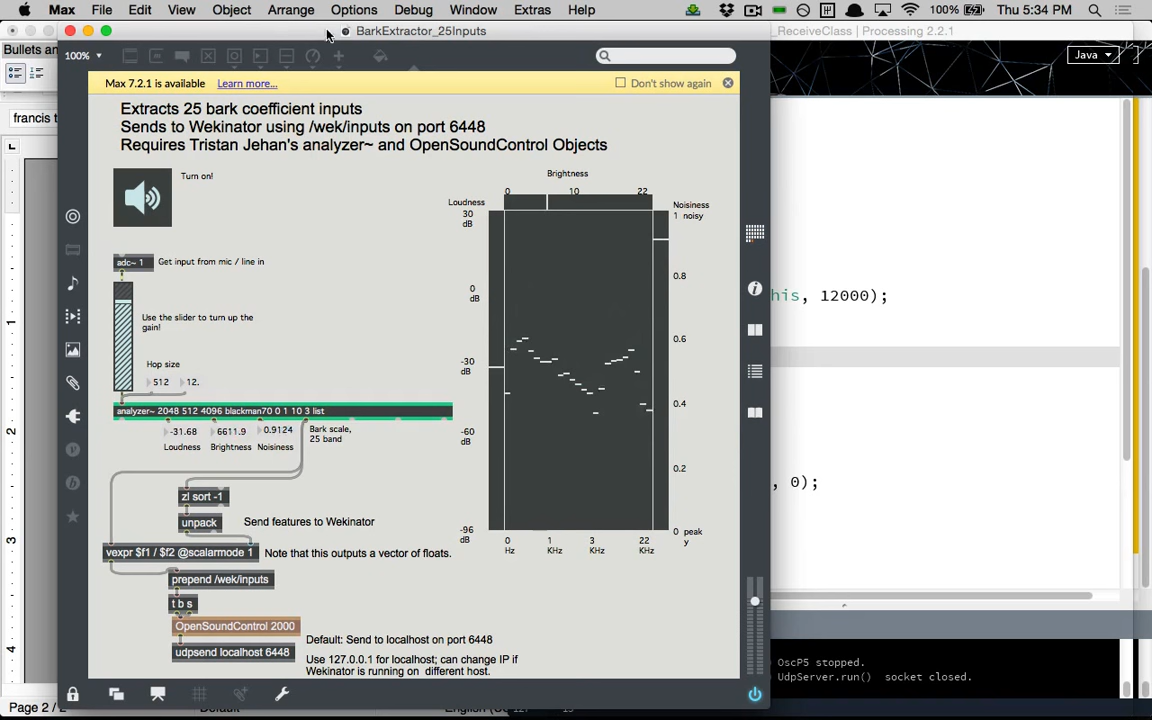 Max File Edit View Object Arrange Options Debug Window Extras Help
100% Thu 5:34 PM
Bullets an
BarkExtractor_25Inputs
_ReceiveClass | Processing 2.2.1
100%
Java
Max 7.2.1 is available Learn more... Don't show again
francis t
Extracts 25 bark coefficient inputs
Sends to Wekinator using /wek/inputs on port 6448
Requires Tristan Jehan's analyzer~ and OpenSoundControl Objects
Turn on!
Brightness
0 10 22
Loudness
Noisiness
30
dB
1 noisy
adc~ 1 Get input from mic / line in
0.8
0
dB
his, 12000);
Use the slider to turn up the
gain!
0.6
Hop size
-30
dB
512 12.
0.4
analyzer~ 2048 512 4096 blackman70 0 1 10 3 list
-31.68 6611.9 0.9124
Bark scale,
25 band
-60
dB
Loudness Brightness Noisiness
0.2
, 0);
zl sort -1
unpack Send features to Wekinator
-96
dB
0 peak
y
0
Hz
1
KHz
3
KHz
22
KHz
vexpr $f1 / $f2 @scalarmode 1 Note that this outputs a vector of floats.
prepend /wek/inputs
t b s
OpenSoundControl 2000
Default: Send to localhost on port 6448
udpsend localhost 6448
Use 127.0.0.1 for localhost; can change IP if
Wekinator is running on different host.
OscP5 stopped.
UdpServer.run() socket closed.
1
2
3
4
Page 2 / 2